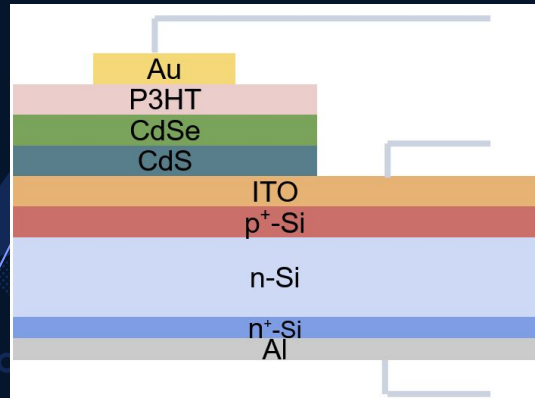 Au
P3HT
CdSe
CdS
ITO
p⁺-Si
n-Si
n⁺-Si
Al